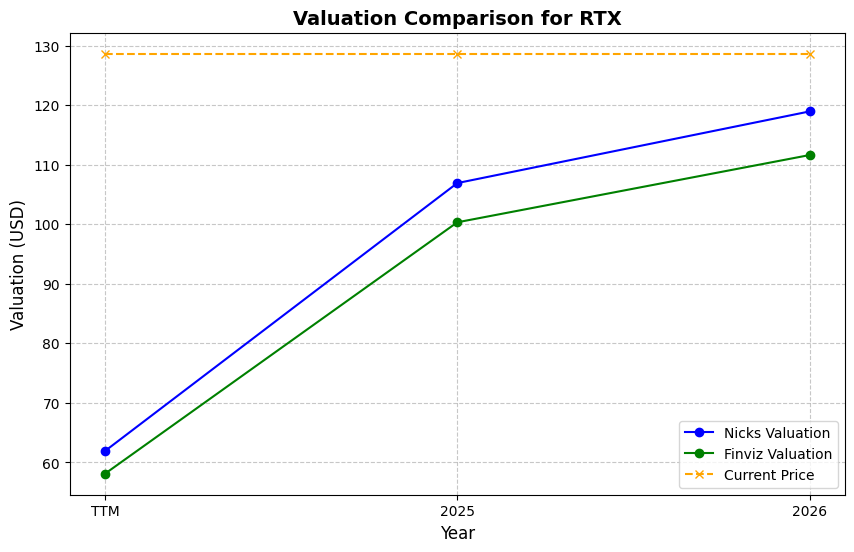 Valuation Comparison for RTX
130
120
110
100
90
80
70
60
Valuation (USD)
TTM
2025
2026
Year
Nicks Valuation
Finviz Valuation
Current Price